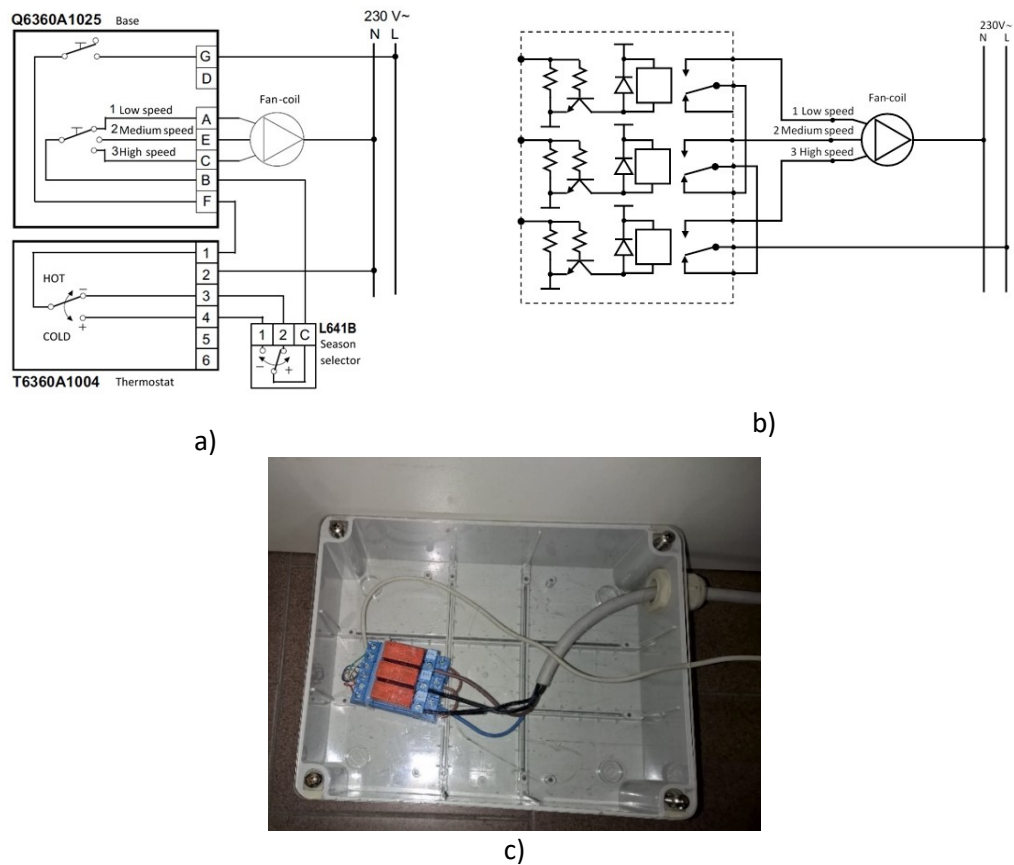 Q6360A1025 Base
230 V~
N L
G
D
1 Low speed A
2 Medium speed E
3 High speed C
B
F
Fan-coil
1
2
HOT
3
4
COLD
5
6
T6360A1004 Thermostat
1 2 C
L641B
Season
selector
− +
− +
a)
230V~
N L
Fan-coil
1 Low speed
2 Medium speed
3 High speed
b)
c)